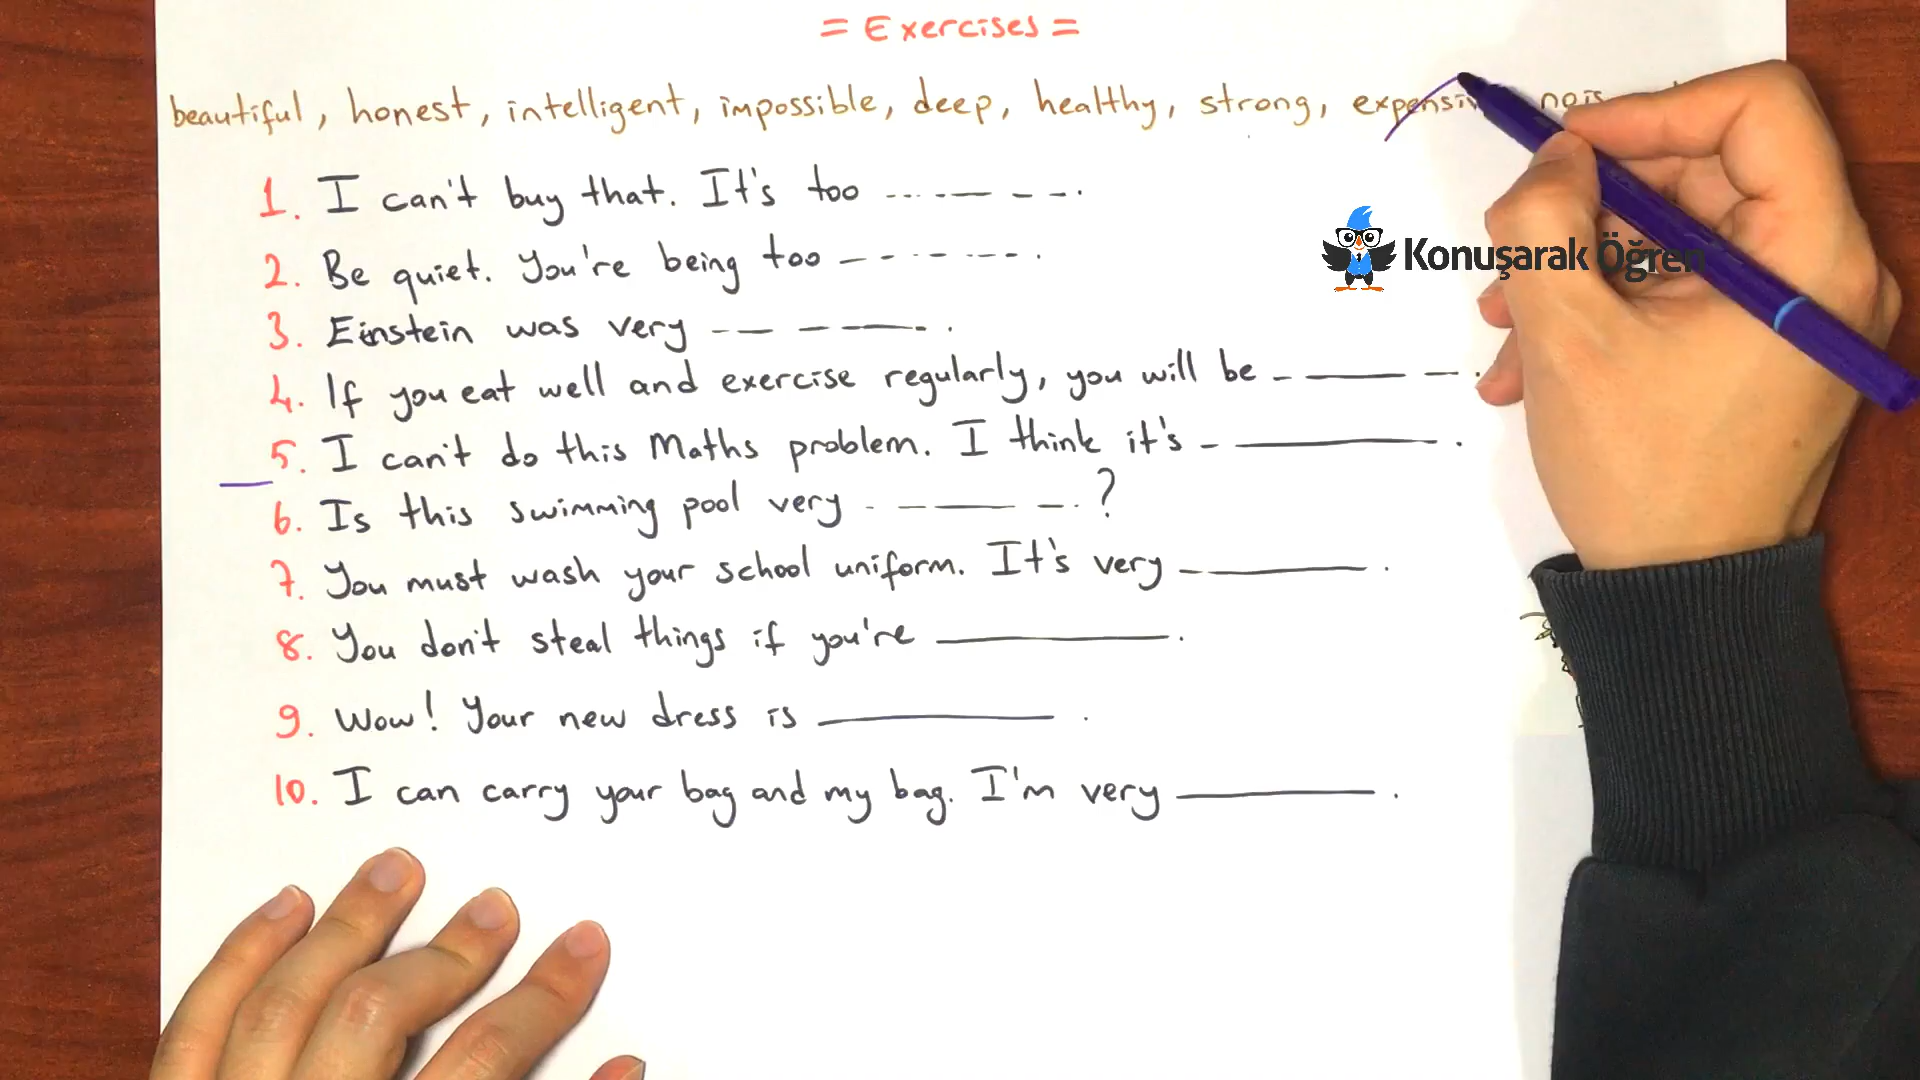 = Exercises =
beautiful, honest, intelligent, impossible, deep, healthy, strong,
1. I can't buy that. It's too
2. Be quiet. You're being too
3. Einstein was very
4. If you eat well and exercise regularly, you will be
5. I can't do this Maths problem. I think it's
6. Is this swimming pool very ?
7. You must wash your school uniform. It's very
8. You don't steal things if you're
9. Wow! Your new dress is
10. I can carry your bag and my bag. I'm very
Konuşarak Öğren